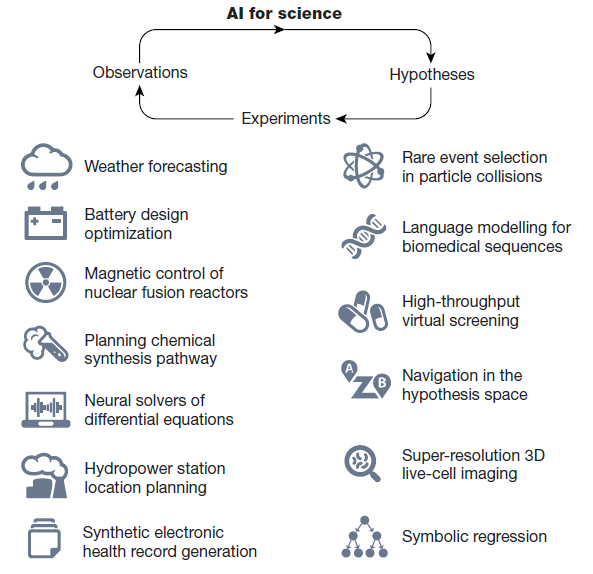 AI for science
Observations
Hypotheses
Experiments
Weather forecasting
Battery design
optimization
Magnetic control of
nuclear fusion reactors
Planning chemical
synthesis pathway
Neural solvers of
differential equations
Hydropower station
location planning
Synthetic electronic
health record generation
Rare event selection
in particle collisions
Language modelling for
biomedical sequences
High-throughput
virtual screening
A
B
Navigation in the
hypothesis space
Super-resolution 3D
live-cell imaging
Symbolic regression